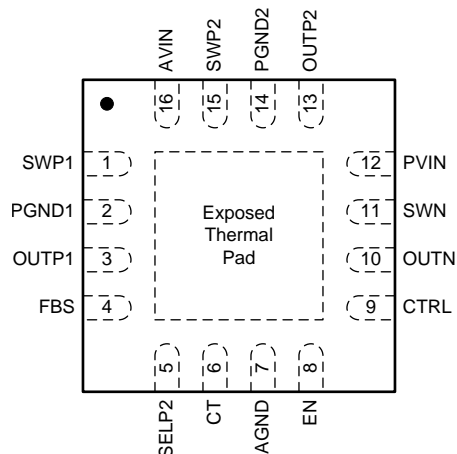 AVIN
SWP2
PGND2
OUTP2
16
15
14
13
SWP1
1
12
PVIN
PGND1
2
11
SWN
OUTP1
3
10
OUTN
FBS
4
9
CTRL
Exposed
Thermal
Pad
5
6
7
8
SELP2
CT
AGND
EN